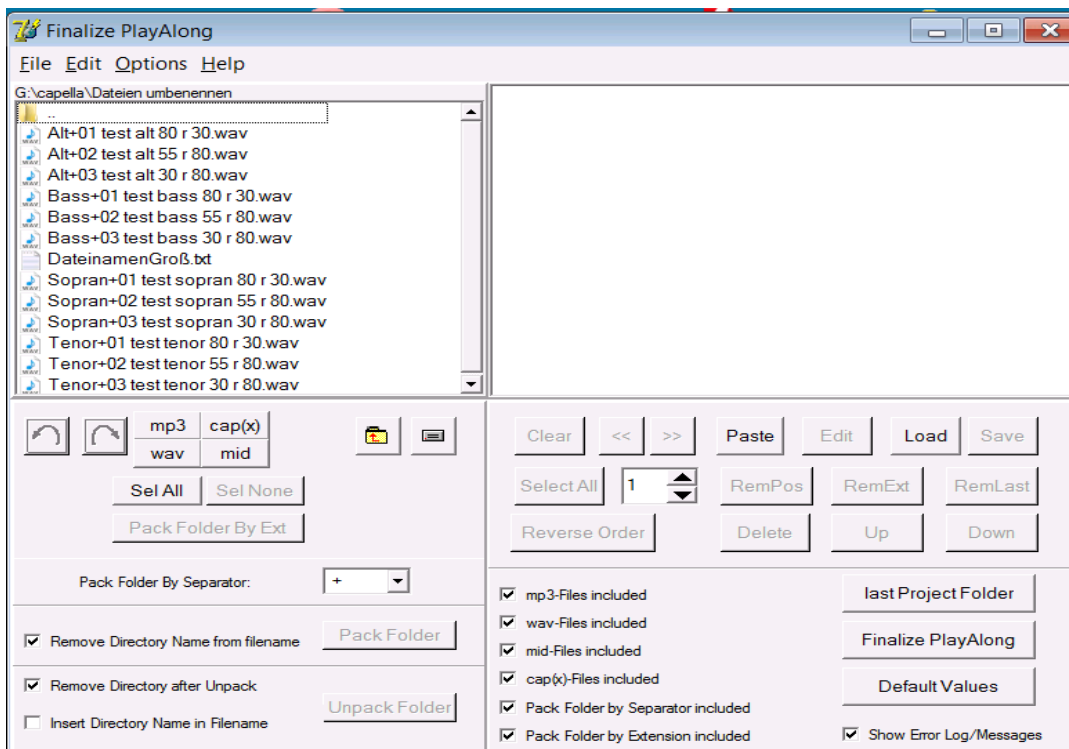 Finalize PlayAlong
File Edit Options Help
G:\capella\Dateien umbenennen
..
Alt+01 test alt 80 r 30.wav
Alt+02 test alt 55 r 80.wav
Alt+03 test alt 30 r 80.wav
Bass+01 test bass 80 r 30.wav
Bass+02 test bass 55 r 80.wav
Bass+03 test bass 30 r 80.wav
DateinamenGroß.txt
Sopran+01 test sopran 80 r 30.wav
Sopran+02 test sopran 55 r 80.wav
Sopran+03 test sopran 30 r 80.wav
Tenor+01 test tenor 80 r 30.wav
Tenor+02 test tenor 55 r 80.wav
Tenor+03 test tenor 30 r 80.wav
mp3 cap(x)
wav mid
Sel All Sel None
Pack Folder By Ext
Pack Folder By Separator: +
Remove Directory Name from filename Pack Folder
Remove Directory after Unpack
Insert Directory Name in Filename
Unpack Folder
Clear << >> Paste Edit Load Save
Select All 1 RemPos RemExt RemLast
Reverse Order Delete Up Down
mp3-Files included
wav-Files included
mid-Files included
cap(x)-Files included
Pack Folder by Separator included
Pack Folder by Extension included
last Project Folder
Finalize PlayAlong
Default Values
Show Error Log/Messages